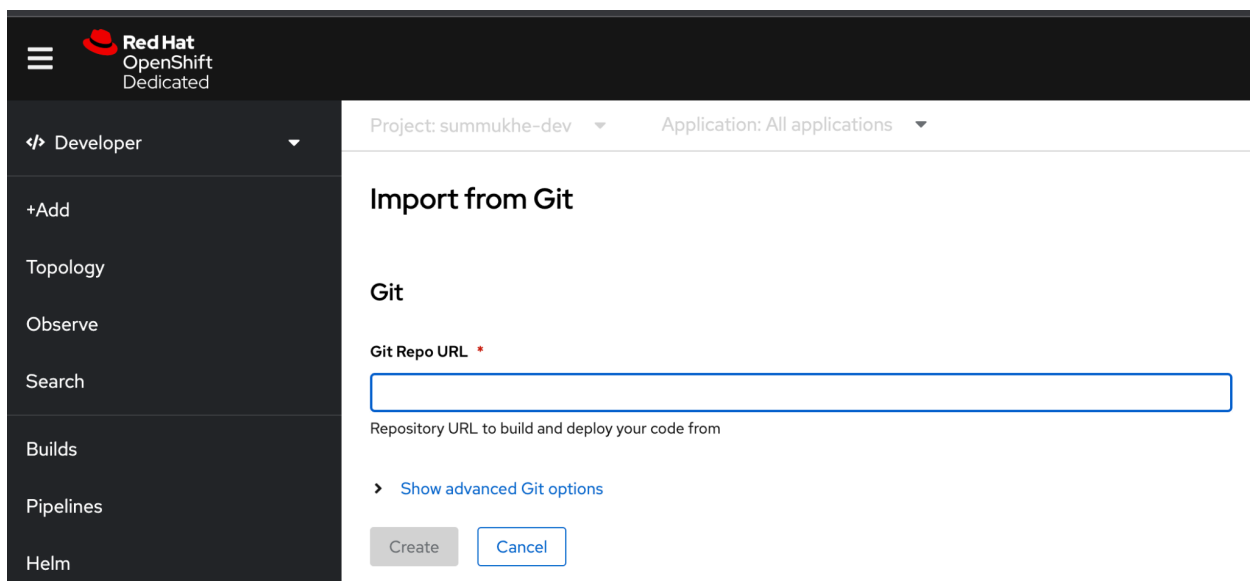 Red Hat
OpenShift
Dedicated
Developer
+Add
Topology
Observe
Search
Builds
Pipelines
Helm
Project: summukhe-dev
Application: All applications
Import from Git
Git
Git Repo URL *
Repository URL to build and deploy your code from
Show advanced Git options
Create
Cancel